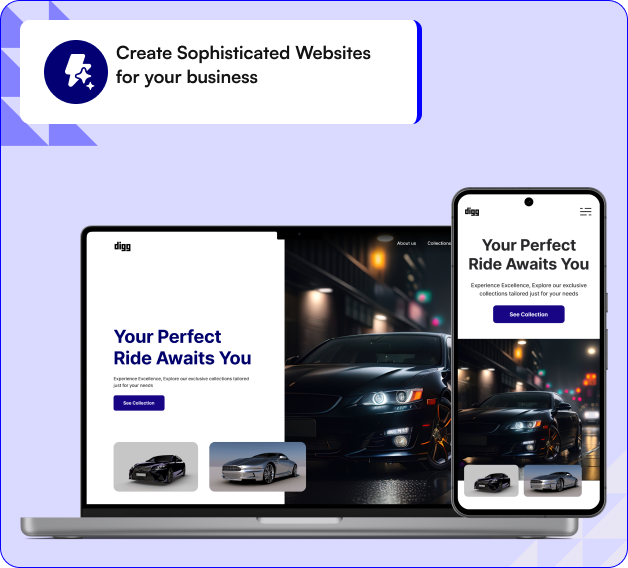 Create Sophisticated Websites
for your business
digg
About us Collections
Your Perfect
Ride Awaits You
Experience Excellence, Explore our exclusive collections tailored
just for your needs
See Collection
digg
Your Perfect
Ride Awaits You
Experience Excellence, Explore our exclusive
collections tailored just for your needs
See Collection